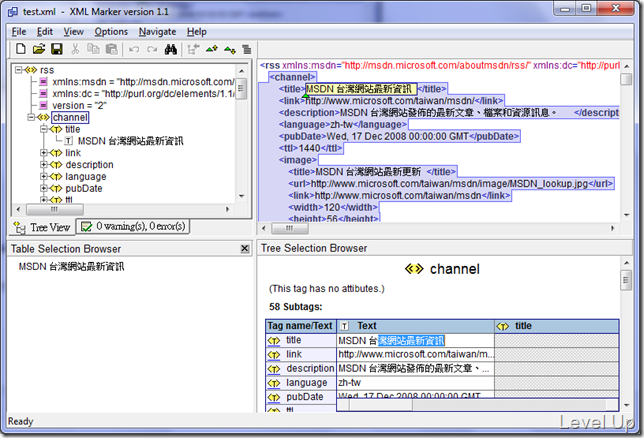 test.xml - XML Marker version 1.1
File Edit View Options Navigate Help
rss
xmlns:msdn = "http://msdn.microsoft.com/
xmlns:dc = "http://purl.org/dc/elements/1.1/
version = "2"
channel
title
MSDN 台灣網站最新資訊
link
description
language
pubDate
ttl
Tree View
0 warning(s), 0 error(s)
<rss xmlns:msdn="http://msdn.microsoft.com/aboutmsdn/rss/" xmlns:dc="http://purl
<channel>
<title>MSDN 台灣網站最新資訊 </title>
<link>http://www.microsoft.com/taiwan/msdn/</link>
<description>MSDN 台灣網站發佈的最新文章、檔案和資源訊息。 </description>
<language>zh-tw</language>
<pubDate>Wed, 17 Dec 2008 00:00:00 GMT</pubDate>
<ttl>1440</ttl>
<image>
<title>MSDN 台灣網站最新更新 </title>
<url>http://www.microsoft.com/taiwan/msdn/image/MSDN_lookup.jpg</url>
<link>http://www.microsoft.com/taiwan/msdn</link>
<width>120</width>
<height>56</height>
Table Selection Browser
MSDN 台灣網站最新資訊
Tree Selection Browser
channel
(This tag has no attibutes.)
58 Subtags:
Tag name/Text T Text title
title MSDN 台灣網站最新資訊
link http://www.microsoft.com/taiwan/m...
description MSDN 台灣網站發佈的最新文章、...
language zh-tw
pubDate Wed, 17 Dec 2008 00:00:00 GMT
ttl
Ready
Level Up